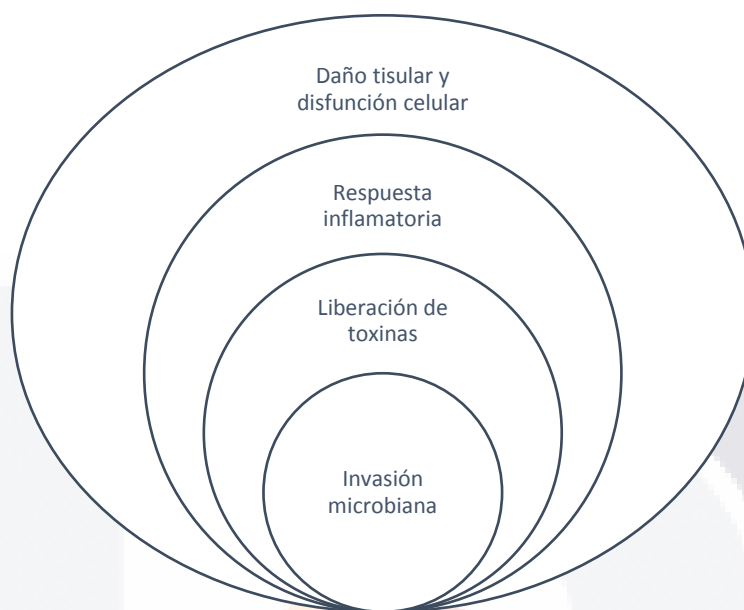 Daño tisular y
disfunción celular
Respuesta
inflamatoria
Liberación de
toxinas
Invasión
microbiana